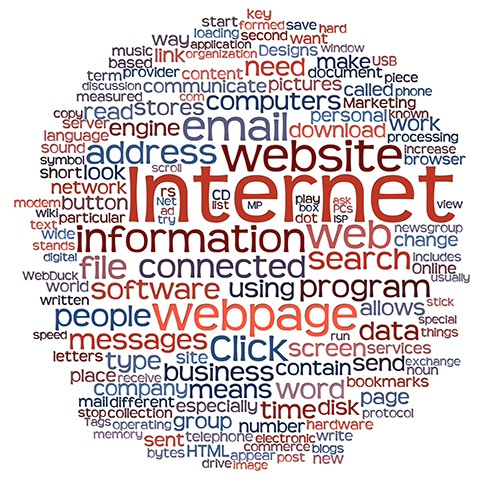 key
start formed save hard
loading second want
way application Designs window
music link organization need make USB
based document
term provider content pictures called piece
discussion communicate phone
measured com computers Marketing
copy read stores personal known
server engine email download work
language processing
sound address website increase
symbol browser
short look scroll
network Internet
modem button rs Net CD list MP play box ask PCs view
wiki ad try dot ISP
text particular newsgroup
wide information web change
stands
digital file connected search includes
WebDuck Online
world software using program usually
written stick
people webpage allows special
speed messages run data things
letters Click screen services
type site send exchange
place receive business contain noun
company means word bookmarks
mail different page
stop collection especially time disk protocol
Tags operating group number hardware
memory sent telephone electronic write
bytes HTML commerce blogs
drive appear post new
image